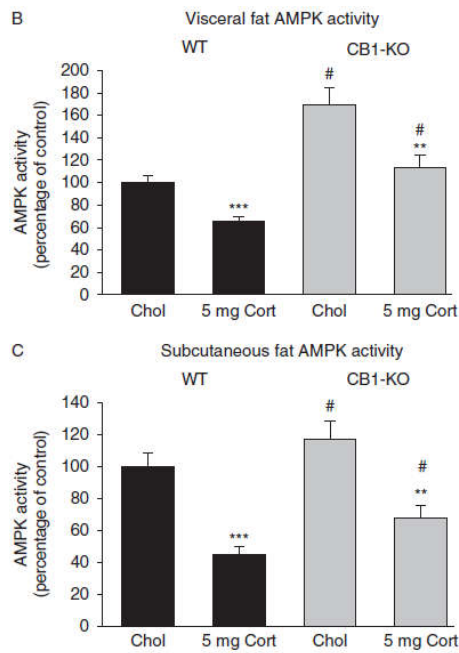 B Visceral fat AMPK activity
WT CB1-KO
AMPK activity
(percentage of control)
200
180
160
140
120
100
80
60
40
20
0
#
#
**
***
Chol 5 mg Cort Chol 5 mg Cort
C Subcutaneous fat AMPK activity
WT CB1-KO
AMPK activity
(percentage of control)
140
120
100
80
60
40
20
0
#
#
**
***
Chol 5 mg Cort Chol 5 mg Cort